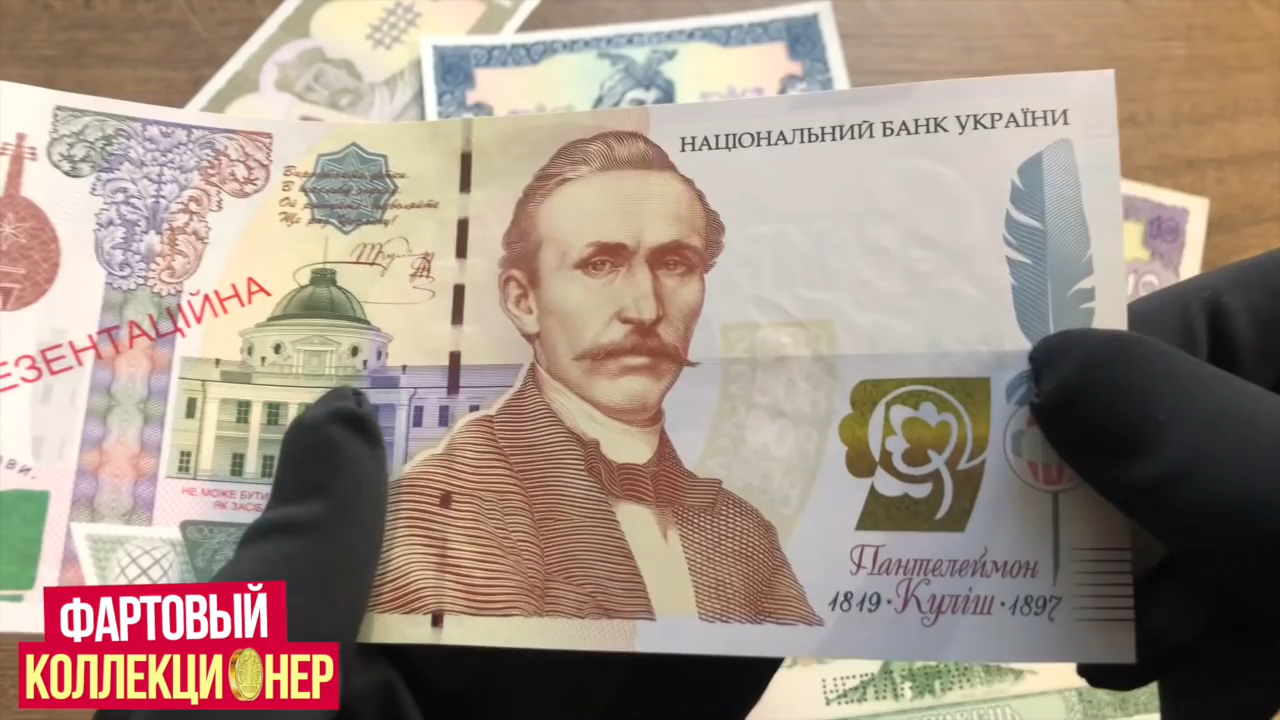 НАЦІОНАЛЬНИЙ БАНК УКРАЇНИ
ЕЗЕНТАЦІЙНА
НЕ МОЖЕ БУТИ
ЯК ЗАСІБ
Пантелеймон
1819 · Куліш · 1897
ФАРТОВЫЙ
КОЛЛЕКЦИОНЕР